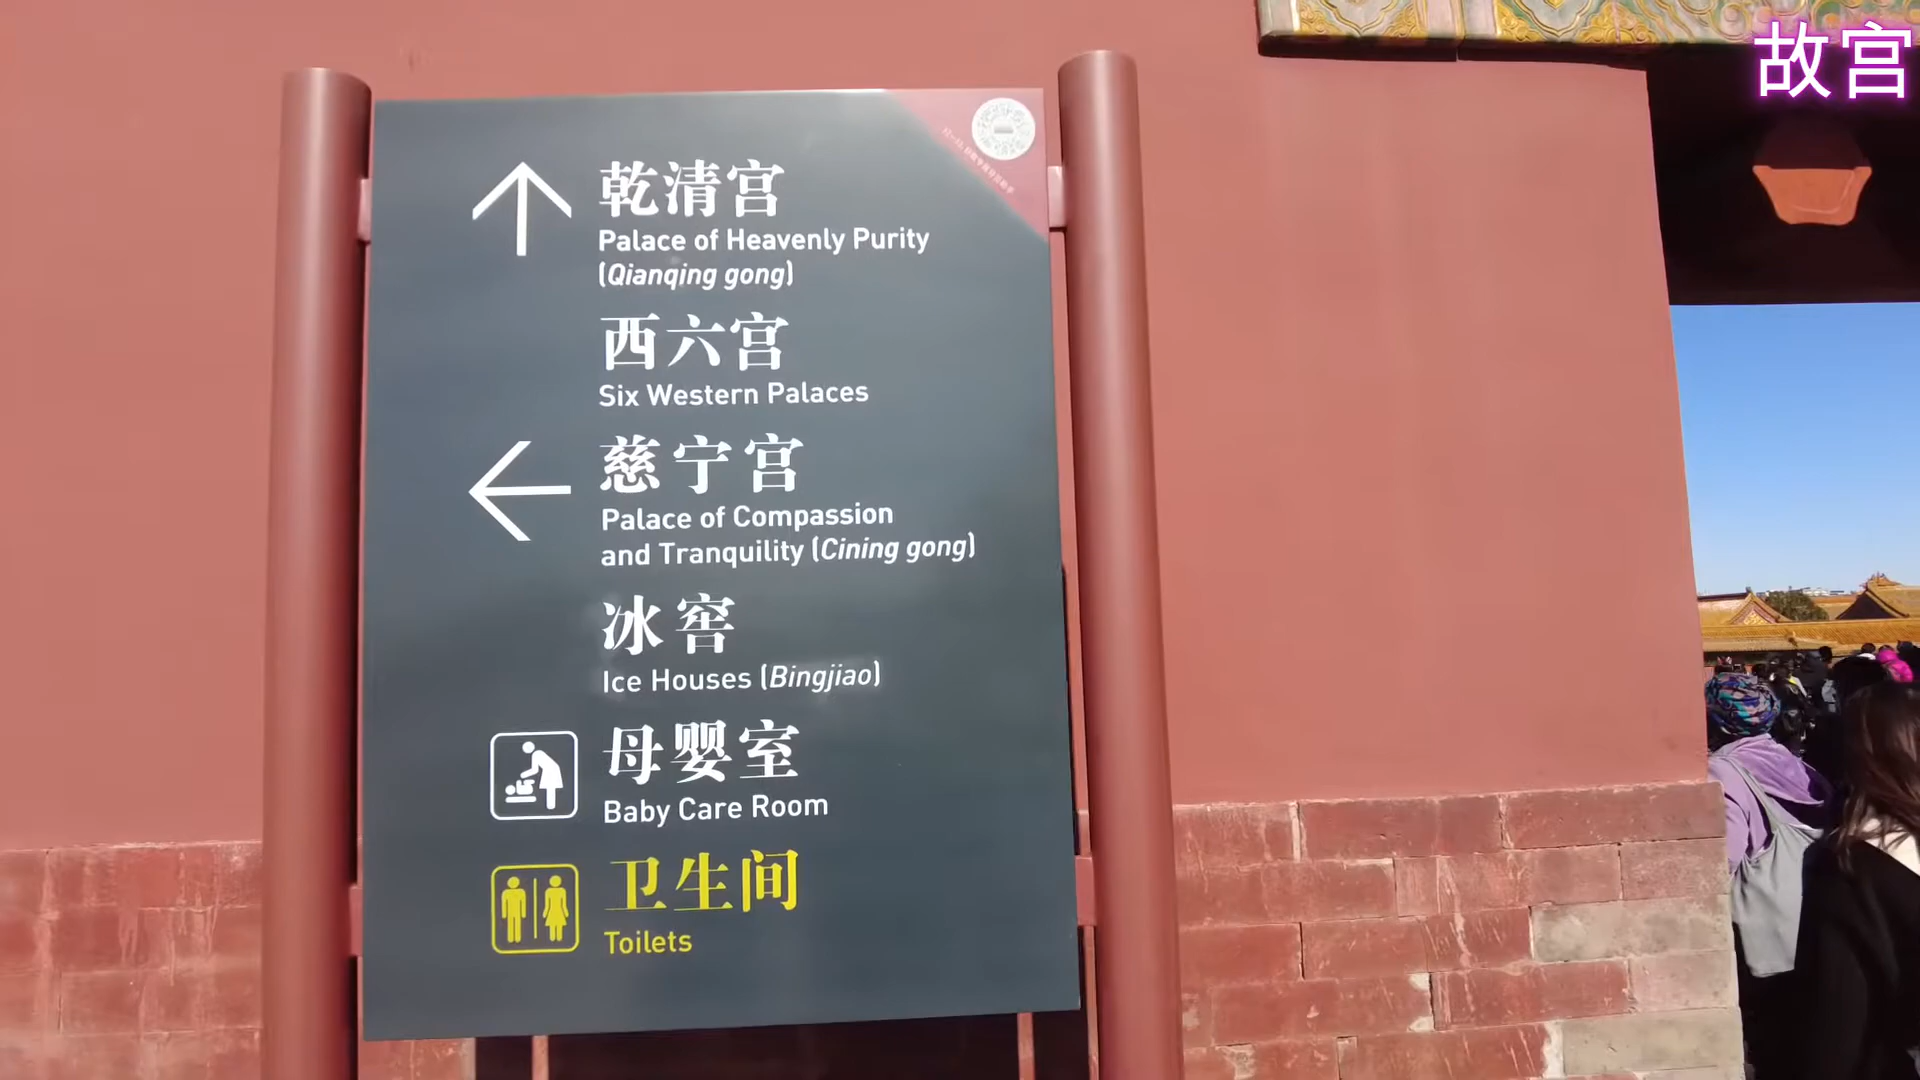 故宫
乾清宫
Palace of Heavenly Purity
(Qianqing gong)
西六宫
Six Western Palaces
慈宁宫
Palace of Compassion
and Tranquility (Cining gong)
冰窖
Ice Houses (Bingjiao)
母婴室
Baby Care Room
卫生间
Toilets